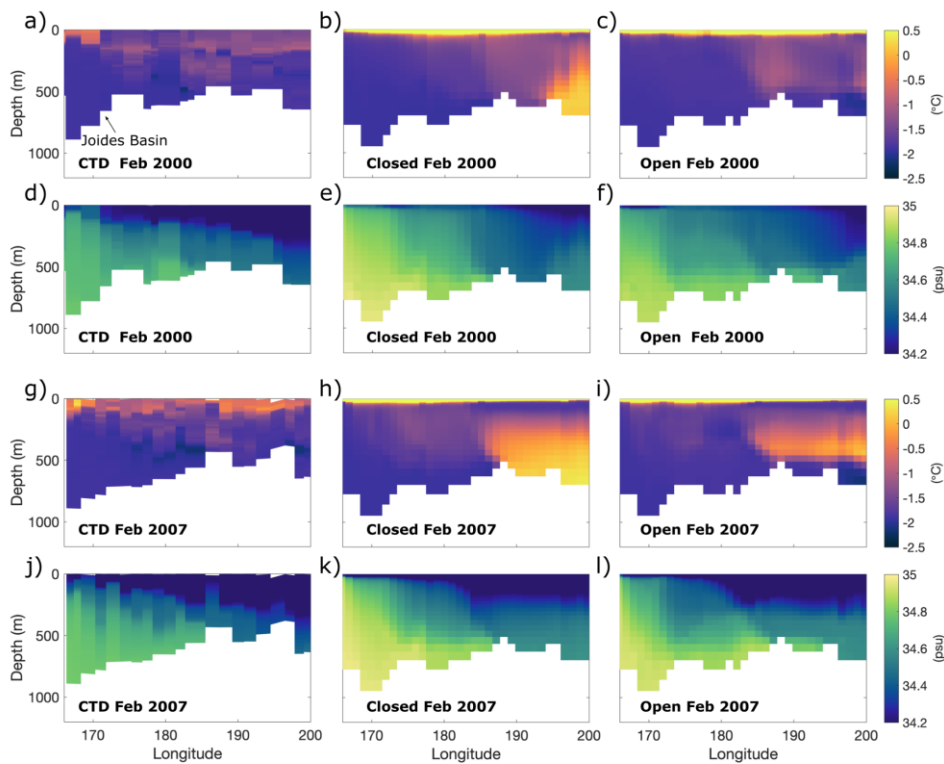 a) b) c)
0 0.5
Depth (m) 0
500 -0.5
-1 (°C)
-1.5
Joides Basin -2
1200 CTD Feb 2000 Closed Feb 2000 Open Feb 2000 -2.5
d) e) f)
0 35
Depth (m) 34.8
500 34.6 (psu)
34.4
1200 CTD Feb 2000 Closed Feb 2000 Open  Feb 2000 34.2
g) h) i)
0 0.5
Depth (m) 0
500 -0.5
-1 (°C)
-1.5
-2
1200 CTD Feb 2007 Closed Feb 2007 Open Feb 2007 -2.5
j) k) l)
0 35
Depth (m) 34.8
500 34.6 (psu)
34.4
1200 CTD Feb 2007 Closed Feb 2007 Open Feb 2007 34.2
170 180 190 200 170 180 190 200 170 180 190 200
Longitude Longitude Longitude